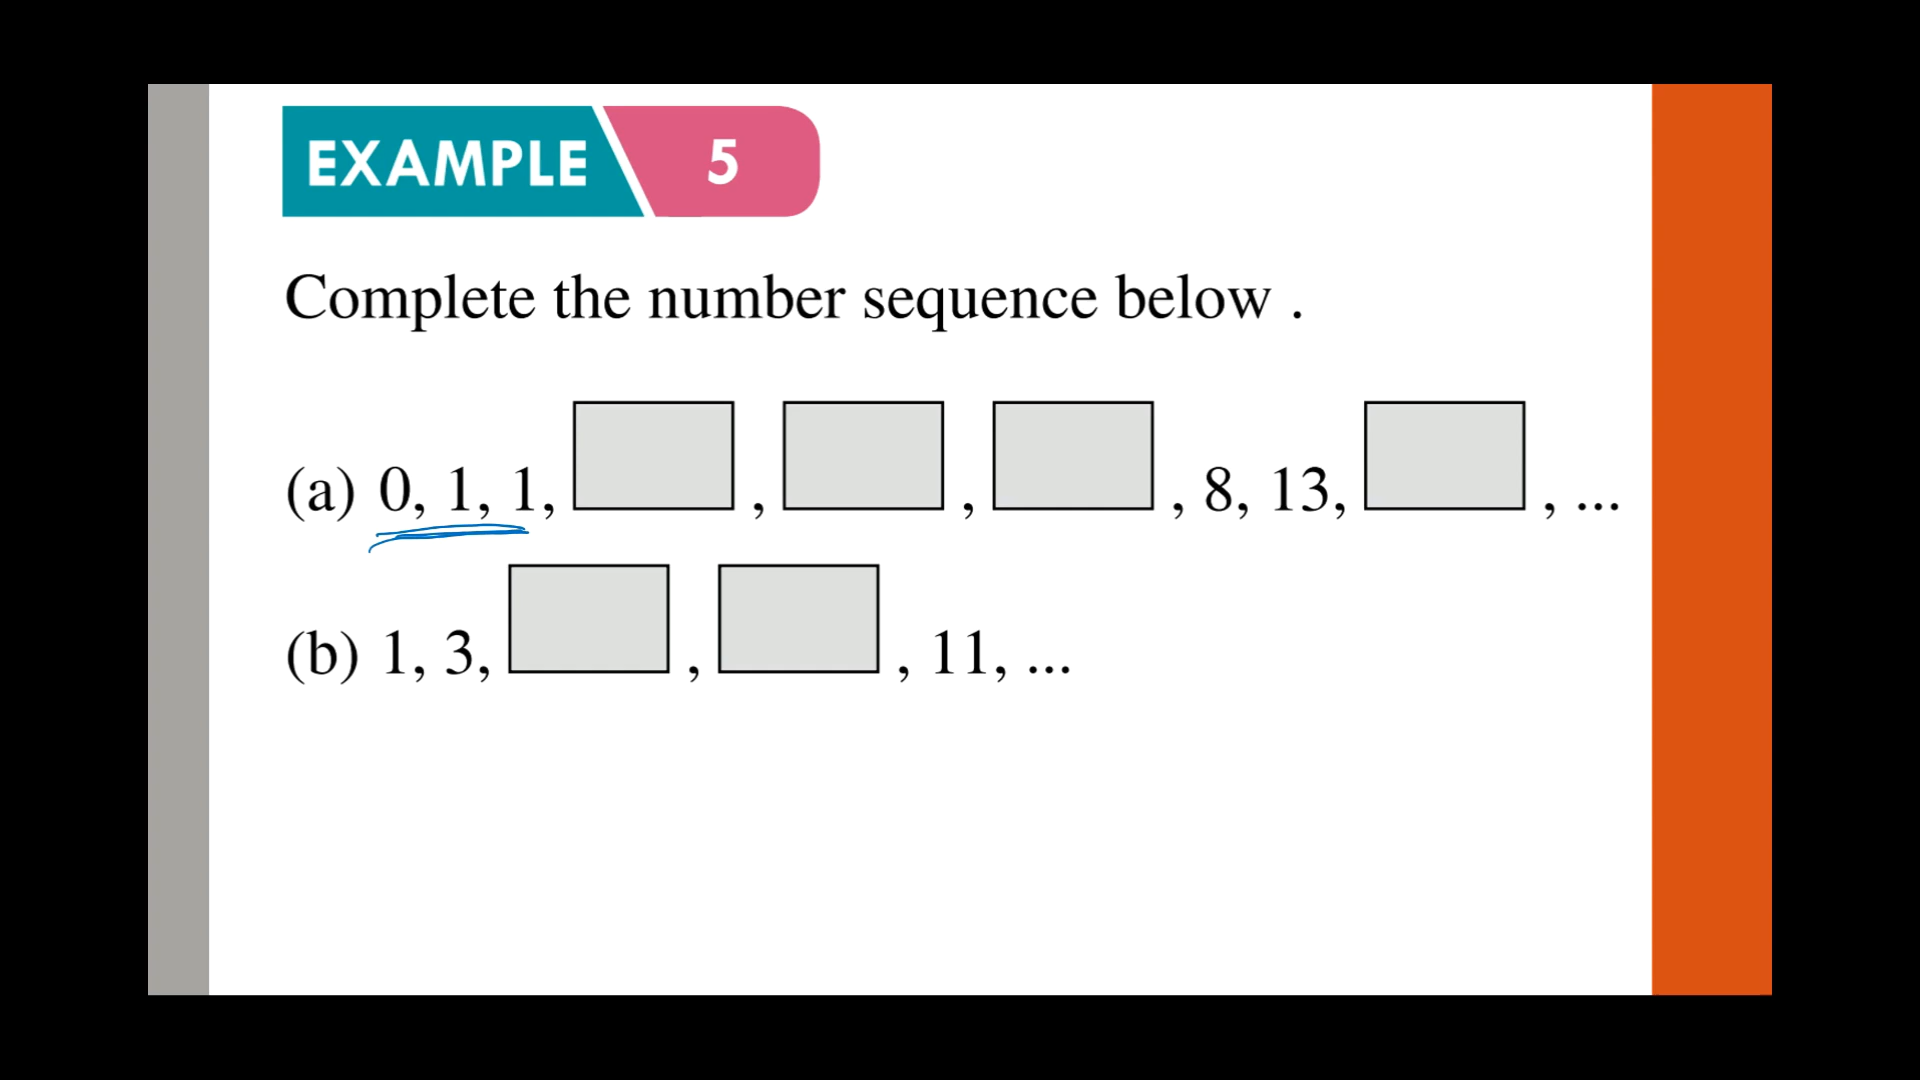 EXAMPLE 5
Complete the number sequence below .
(a) 0, 1, 1, , , , 8, 13, , ...
(b) 1, 3, , , 11, ...